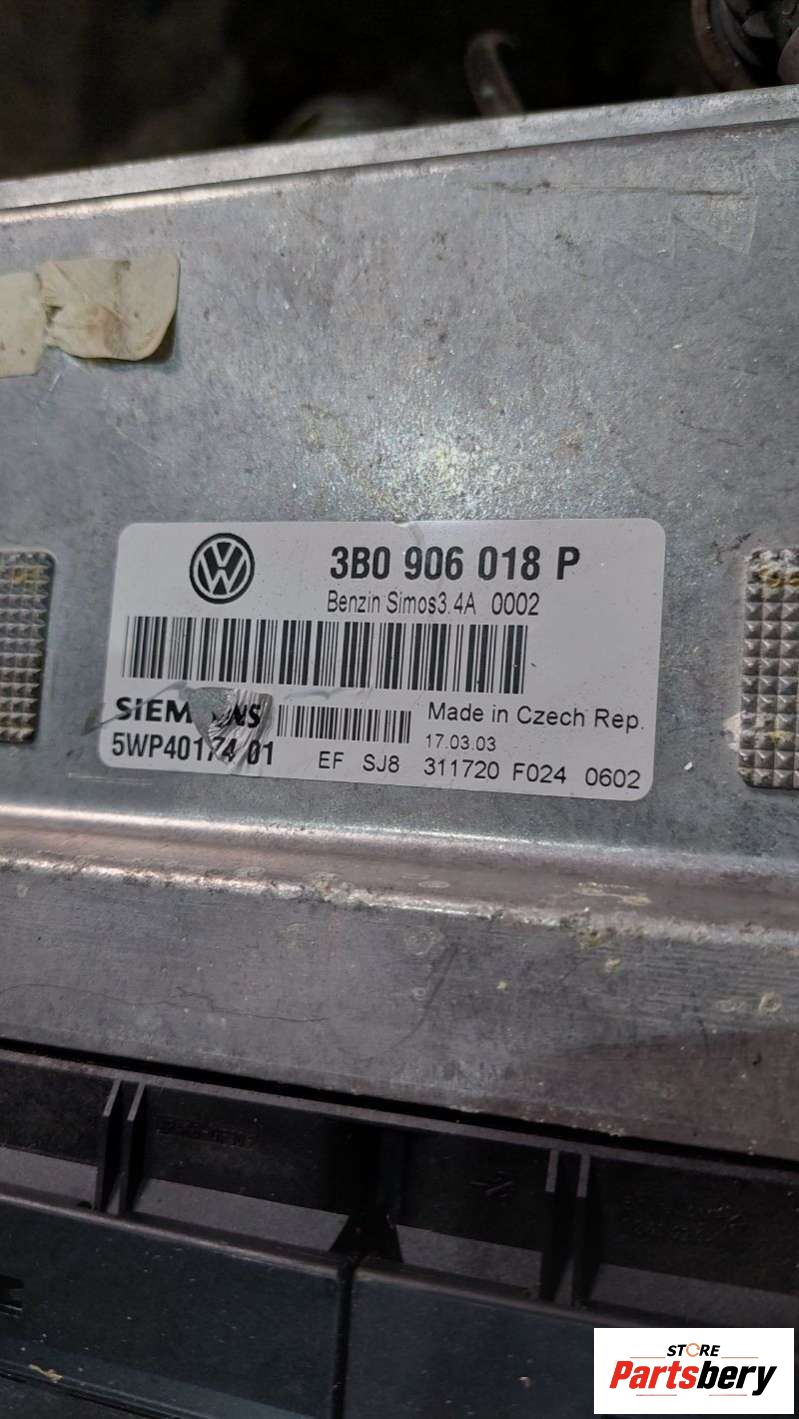 3B0 906 018 P
Benzin Simos3.4A 0002
Made in Czech Rep.
17.03.03
5WP40174 01
EF SJ8 311720 F024 0602
STORE
Partsbery